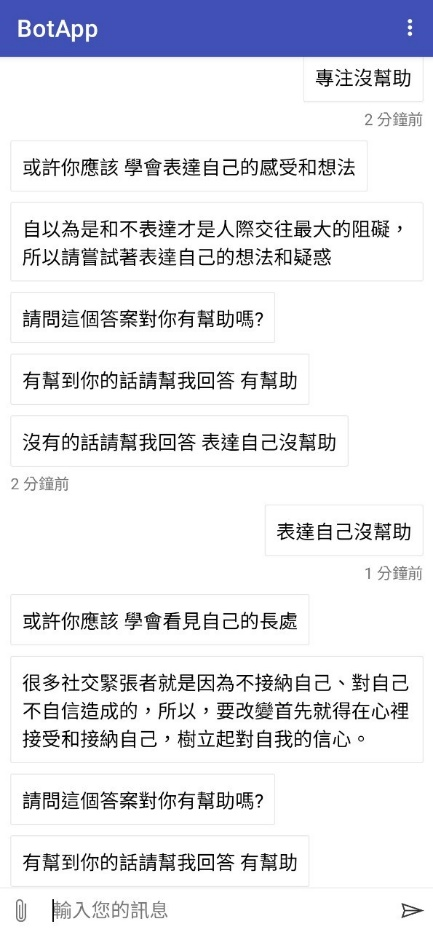 BotApp
專注沒幫助
2 分鐘前
或許你應該 學會表達自己的感受和想法
自以為是和不表達才是人際交往最大的阻礙，
所以請嘗試著表達自己的想法和疑惑
請問這個答案對你有幫助嗎?
有幫到你的話請幫我回答 有幫助
沒有的話請幫我回答 表達自己沒幫助
2 分鐘前
表達自己沒幫助
1 分鐘前
或許你應該 學會看見自己的長處
很多社交緊張者就是因為不接納自己、對自己
不自信造成的，所以，要改變首先就得在心裡
接受和接納自己，樹立起對自我的信心。
請問這個答案對你有幫助嗎?
有幫到你的話請幫我回答 有幫助
輸入您的訊息